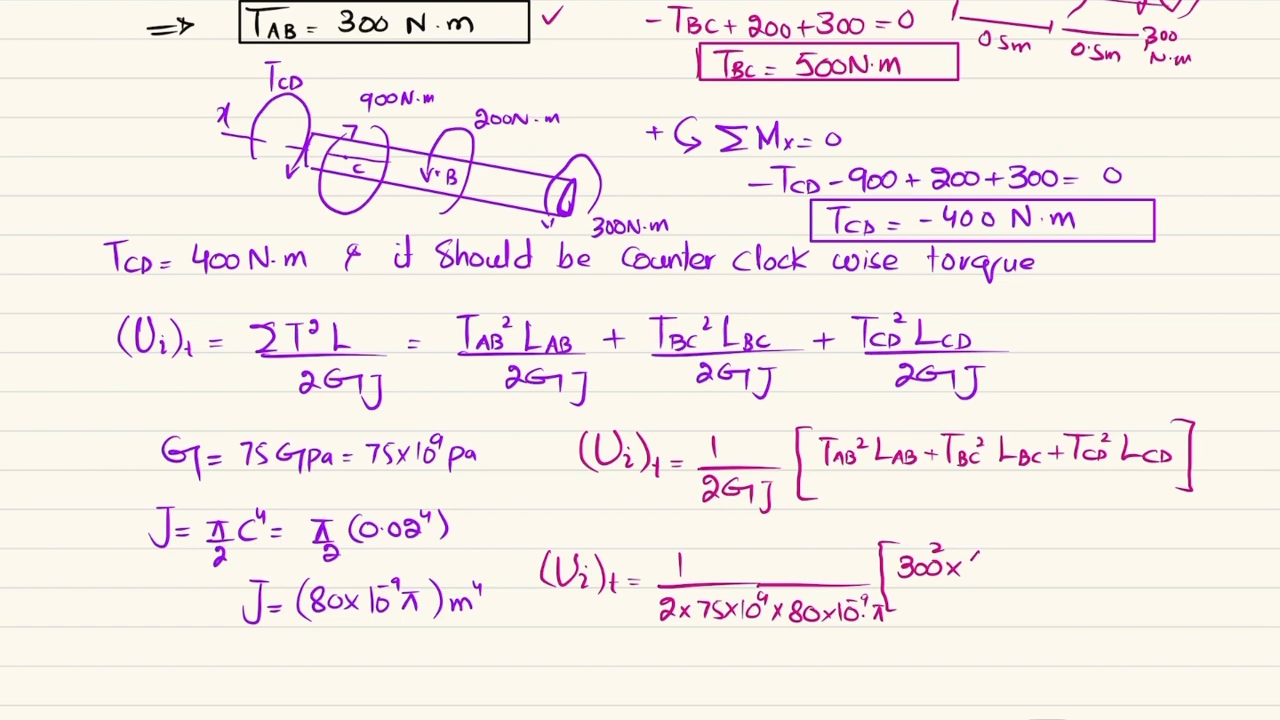 ⇒ T_AB = 300 N·m ✓
-T_BC + 200 + 300 = 0
T_BC = 500 N·m
0.5m
0.5m
300
N·m
T_CD
x
900 N·m
200 N·m
C
B
300 N·m
+ ↺ ΣM_x = 0
-T_CD - 900 + 200 + 300 = 0
T_CD = -400 N·m
T_CD = 400 N·m & it should be counter clock wise torque
(U_i)_t = ΣT²L / 2GJ = T_AB² L_AB / 2GJ + T_BC² L_BC / 2GJ + T_CD² L_CD / 2GJ
G = 75 Gpa = 75×10⁹ pa
(U_i)_t = 1 / 2GJ [T_AB² L_AB + T_BC² L_BC + T_CD² L_CD]
J = π/2 C⁴ = π/2 (0.02⁴)
J = (80×10⁻⁹ π) m⁴
(U_i)_t = 1 / 2×75×10⁹×80×10⁻⁹·π [300²×